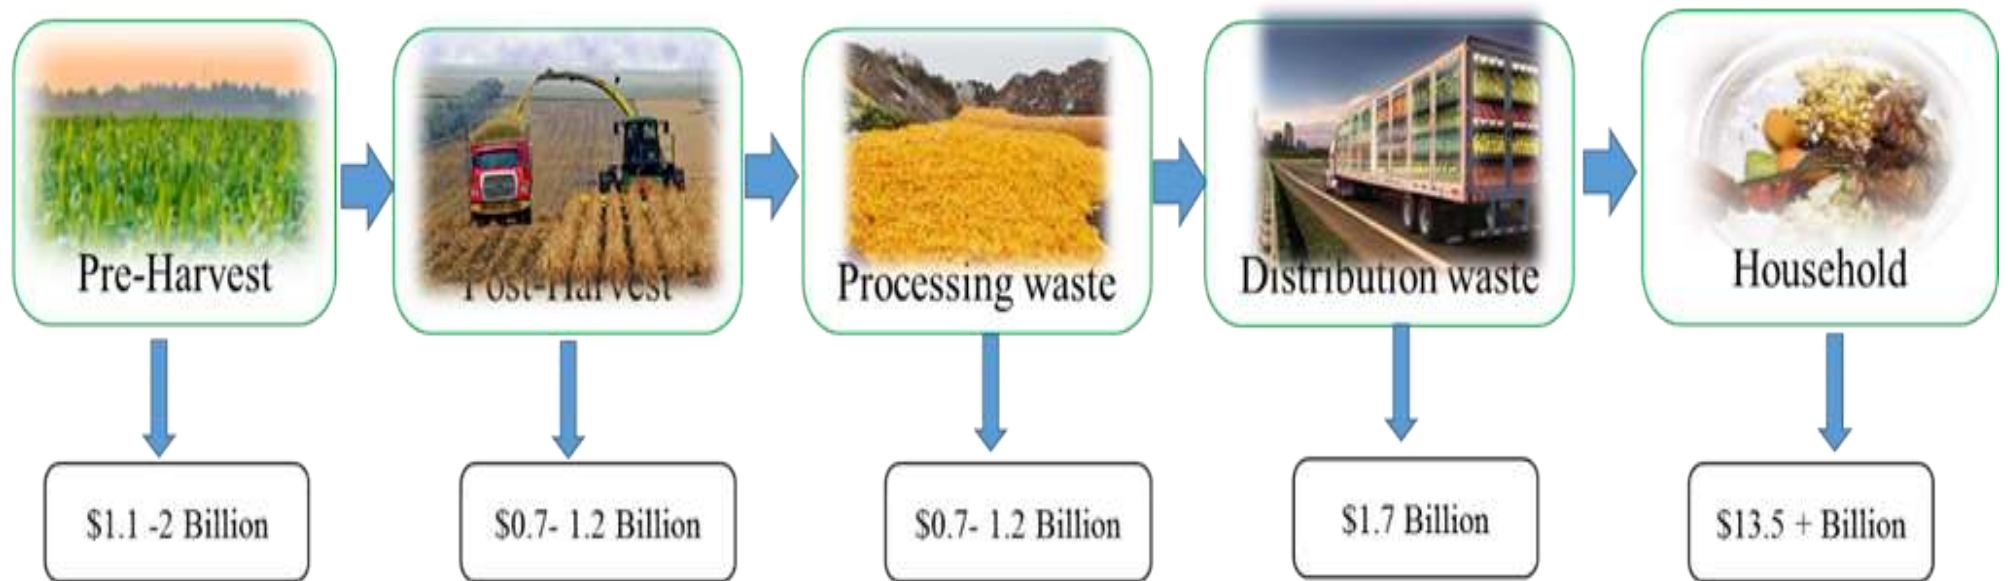 Pre-Harvest
Post-Harvest
Processing waste
Distribution waste
Household
$1.1 -2 Billion
$0.7- 1.2 Billion
$0.7- 1.2 Billion
$1.7 Billion
$13.5 + Billion